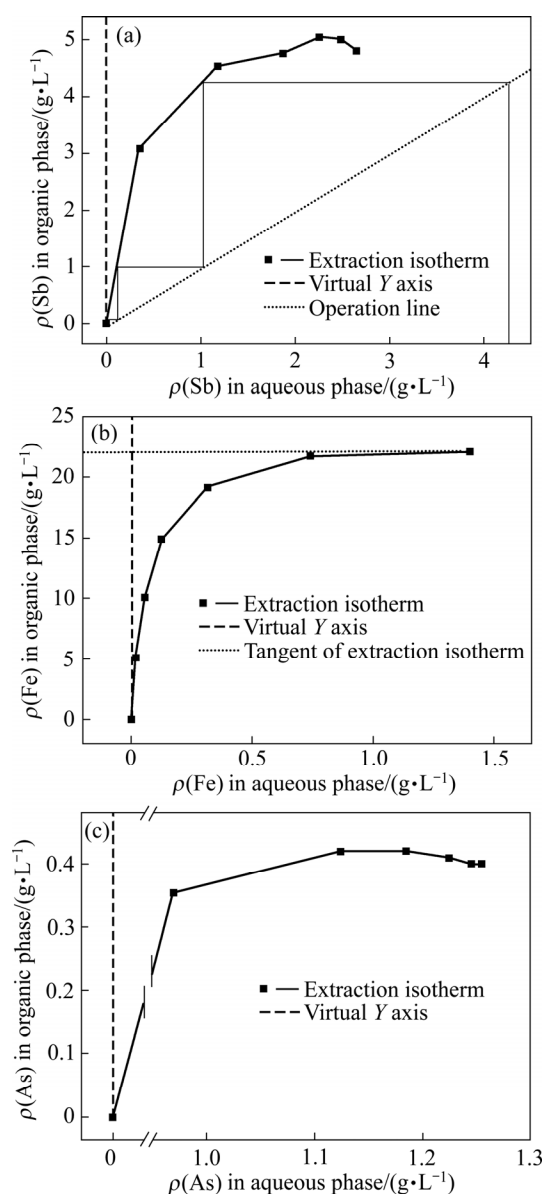 (a)
5
4
3
2
1
0
ρ(Sb) in organic phase/(g•L⁻¹)
Extraction isotherm
Virtual Y axis
Operation line
0 1 2 3 4
ρ(Sb) in aqueous phase/(g•L⁻¹)
(b)
25
20
15
10
5
0
ρ(Fe) in organic phase/(g•L⁻¹)
Extraction isotherm
Virtual Y axis
Tangent of extraction isotherm
0 0.5 1.0 1.5
ρ(Fe) in aqueous phase/(g•L⁻¹)
(c)
0.4
0.3
0.2
0.1
0
ρ(As) in organic phase/(g•L⁻¹)
Extraction isotherm
Virtual Y axis
0 1.0 1.1 1.2 1.3
ρ(As) in aqueous phase/(g•L⁻¹)